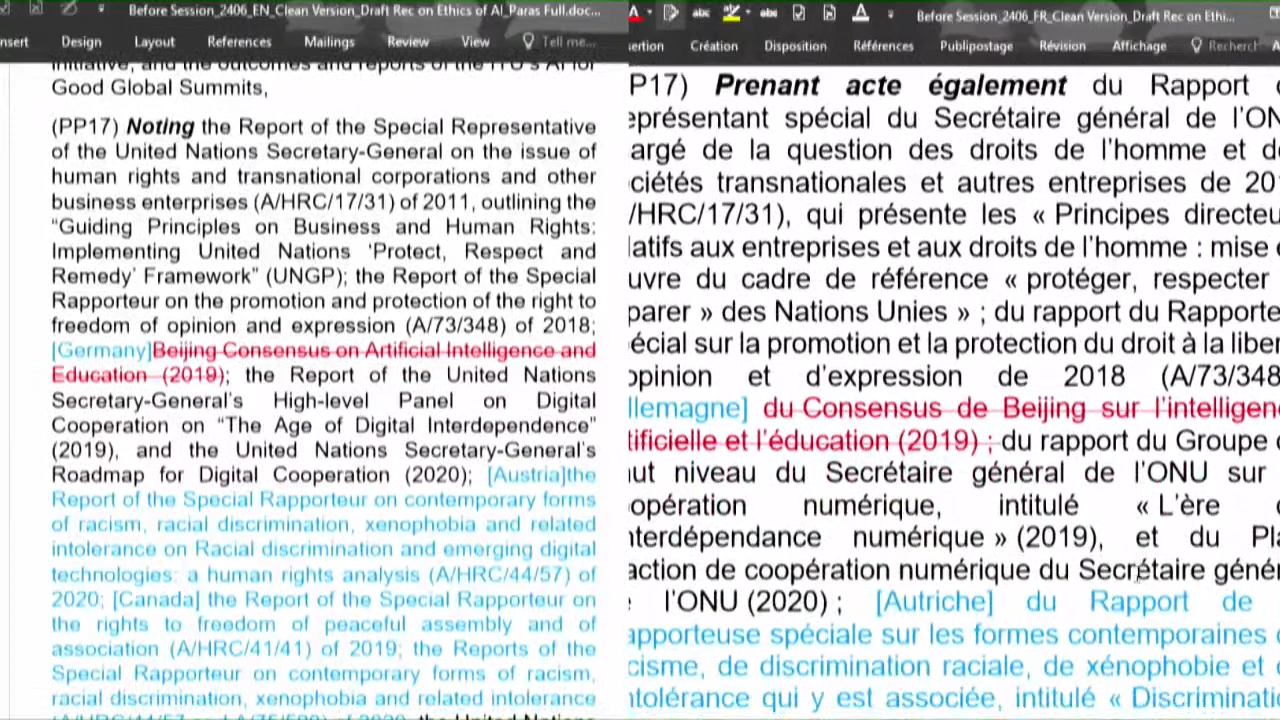 Before Session_2406_EN_Clean Version_Draft Rec on Ethics of AI_Paras Full.doc...
nsert Design Layout References Mailings Review View Tell me...
initiative, and the outcomes and reports of the ITU's AI for
Good Global Summits,
(PP17) Noting the Report of the Special Representative
of the United Nations Secretary-General on the issue of
human rights and transnational corporations and other
business enterprises (A/HRC/17/31) of 2011, outlining the
“Guiding Principles on Business and Human Rights:
Implementing United Nations ‘Protect, Respect and
Remedy’ Framework” (UNGP); the Report of the Special
Rapporteur on the promotion and protection of the right to
freedom of opinion and expression (A/73/348) of 2018;
[Germany]Beijing Consensus on Artificial Intelligence and
Education (2019); the Report of the United Nations
Secretary-General's High-level Panel on Digital
Cooperation on “The Age of Digital Interdependence”
(2019), and the United Nations Secretary-General's
Roadmap for Digital Cooperation (2020); [Austria]the
Report of the Special Rapporteur on contemporary forms
of racism, racial discrimination, xenophobia and related
intolerance on Racial discrimination and emerging digital
technologies: a human rights analysis (A/HRC/44/57) of
2020; [Canada] the Report of the Special Rapporteur on
the rights to freedom of peaceful assembly and of
association (A/HRC/41/41) of 2019; the Reports of the
Special Rapporteur on contemporary forms of racism,
racial discrimination, xenophobia and related intolerance
Before Session_2406_FR_Clean Version_Draft Rec on Ethi...
sertion Création Disposition Références Publipostage Révision Affichage Recherch
P17) Prenant acte également du Rapport d
eprésentant spécial du Secrétaire général de l'ON
argé de la question des droits de l'homme et de
ciétés transnationales et autres entreprises de 201
/HRC/17/31), qui présente les « Principes directeu
latifs aux entreprises et aux droits de l'homme : mise e
uvre du cadre de référence « protéger, respecter
parer » des Nations Unies » ; du rapport du Rapporte
écial sur la promotion et la protection du droit à la liber
opinion et d'expression de 2018 (A/73/348
llemagne] du Consensus de Beijing sur l'intelligen
tificielle et l'éducation (2019) ; du rapport du Groupe d
ut niveau du Secrétaire général de l'ONU sur
opération numérique, intitulé « L'ère d
nterdépendance numérique » (2019), et du Pla
action de coopération numérique du Secrétaire génér
l'ONU (2020) ; [Autriche] du Rapport de
apporteuse spéciale sur les formes contemporaines
cisme, de discrimination raciale, de xénophobie et d
ntolérance qui y est associée, intitulé « Discriminati